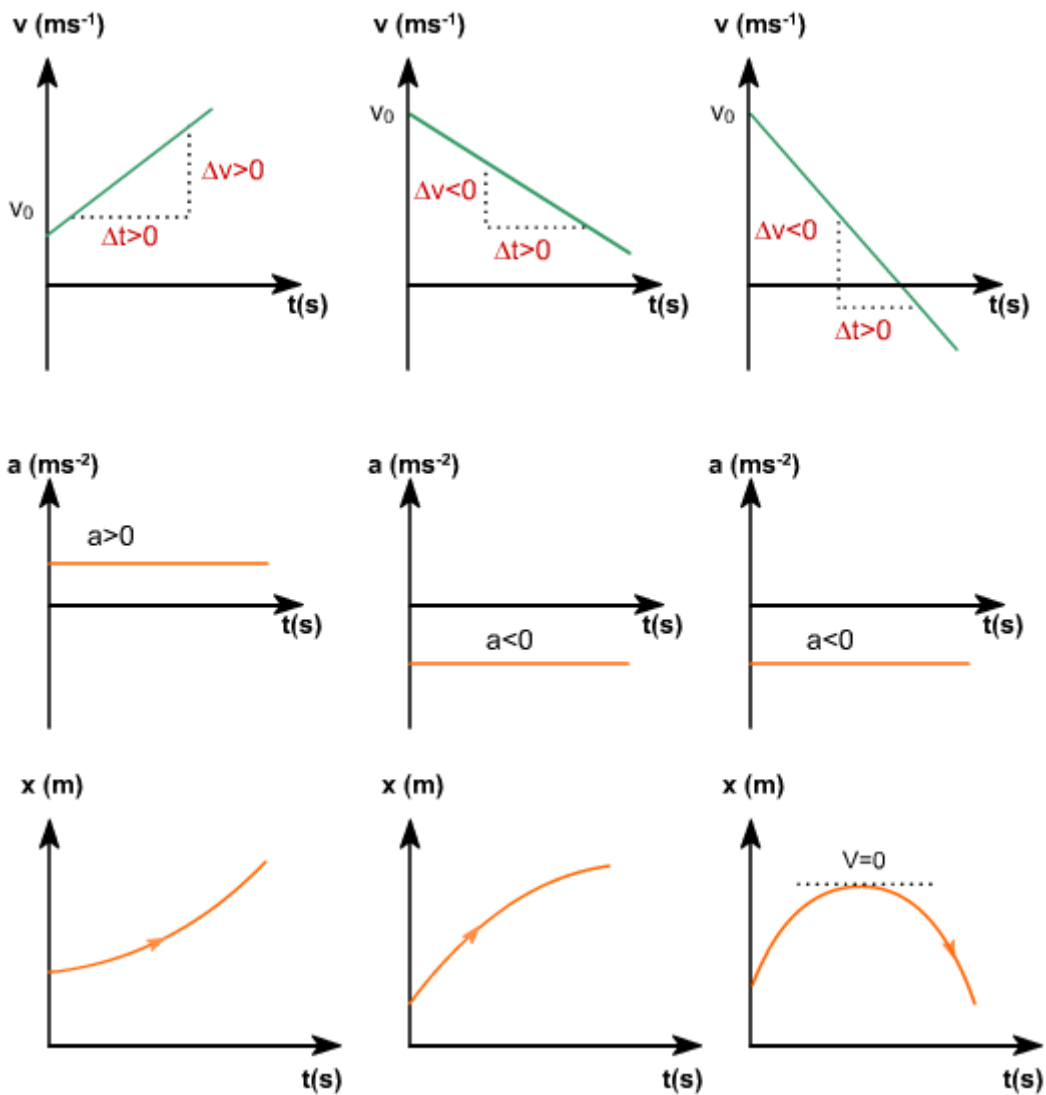 v (ms⁻¹)
v (ms⁻¹)
v (ms⁻¹)
v₀
v₀
v₀
Δv>0
Δt>0
Δv<0
Δt>0
Δv<0
Δt>0
t(s)
t(s)
t(s)
a (ms⁻²)
a (ms⁻²)
a (ms⁻²)
a>0
a<0
a<0
t(s)
t(s)
t(s)
x (m)
x (m)
x (m)
V=0
t(s)
t(s)
t(s)